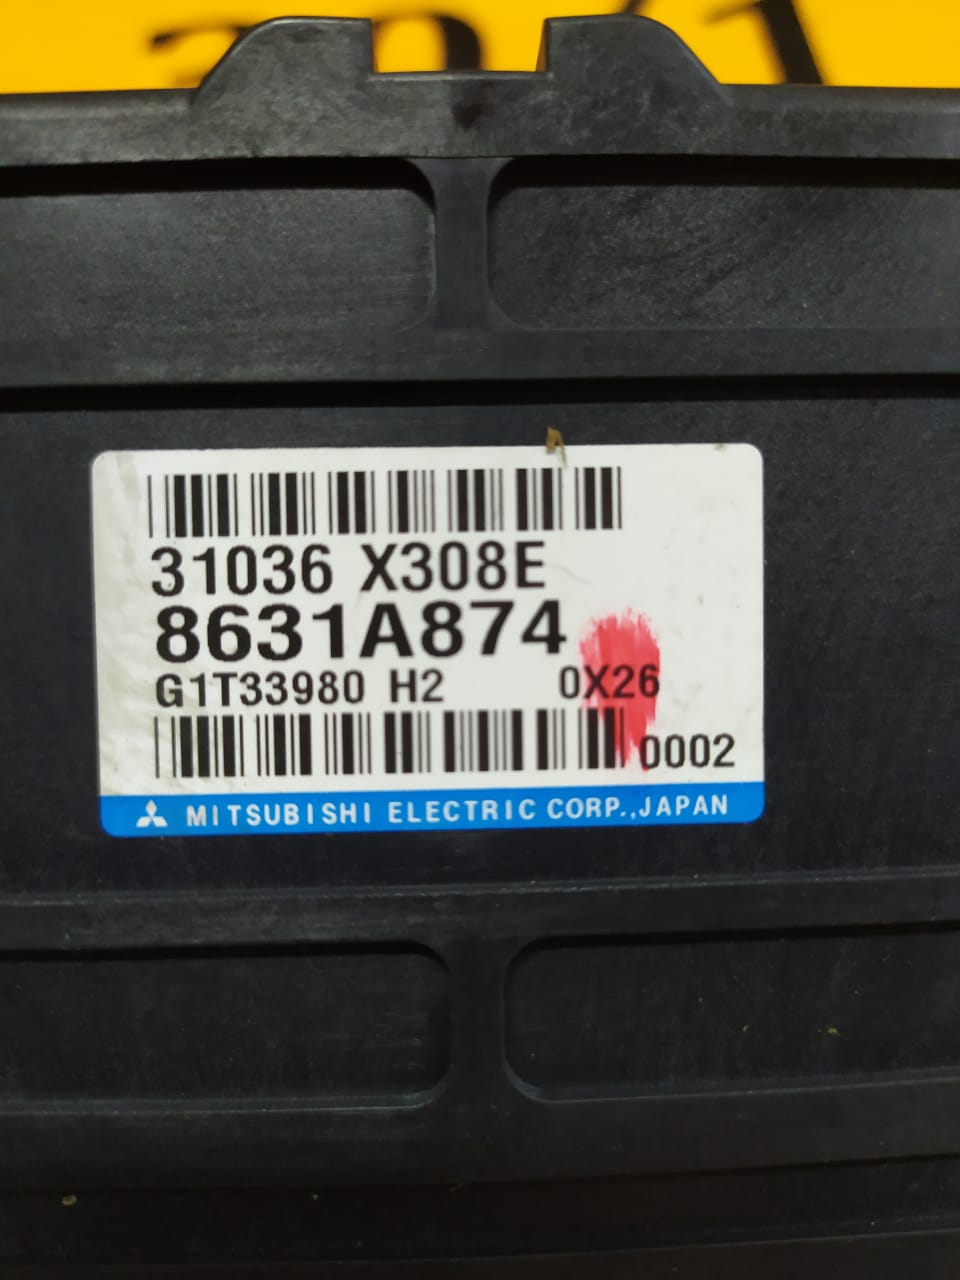 31036 X308E
8631A874
G1T33980 H2 0X26
0002
MITSUBISHI ELECTRIC CORP.,JAPAN